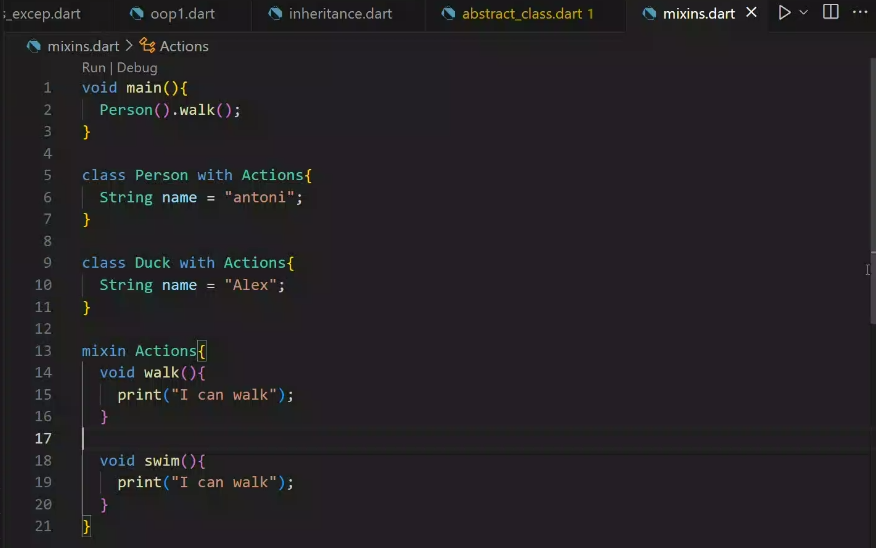 s_excep.dart oop1.dart inheritance.dart abstract_class.dart 1 mixins.dart
mixins.dart > Actions
Run | Debug
1 void main(){
2   Person().walk();
3 }
4
5 class Person with Actions{
6   String name = "antoni";
7 }
8
9 class Duck with Actions{
10   String name = "Alex";
11 }
12
13 mixin Actions{
14   void walk(){
15     print("I can walk");
16   }
17
18   void swim(){
19     print("I can walk");
20   }
21 }